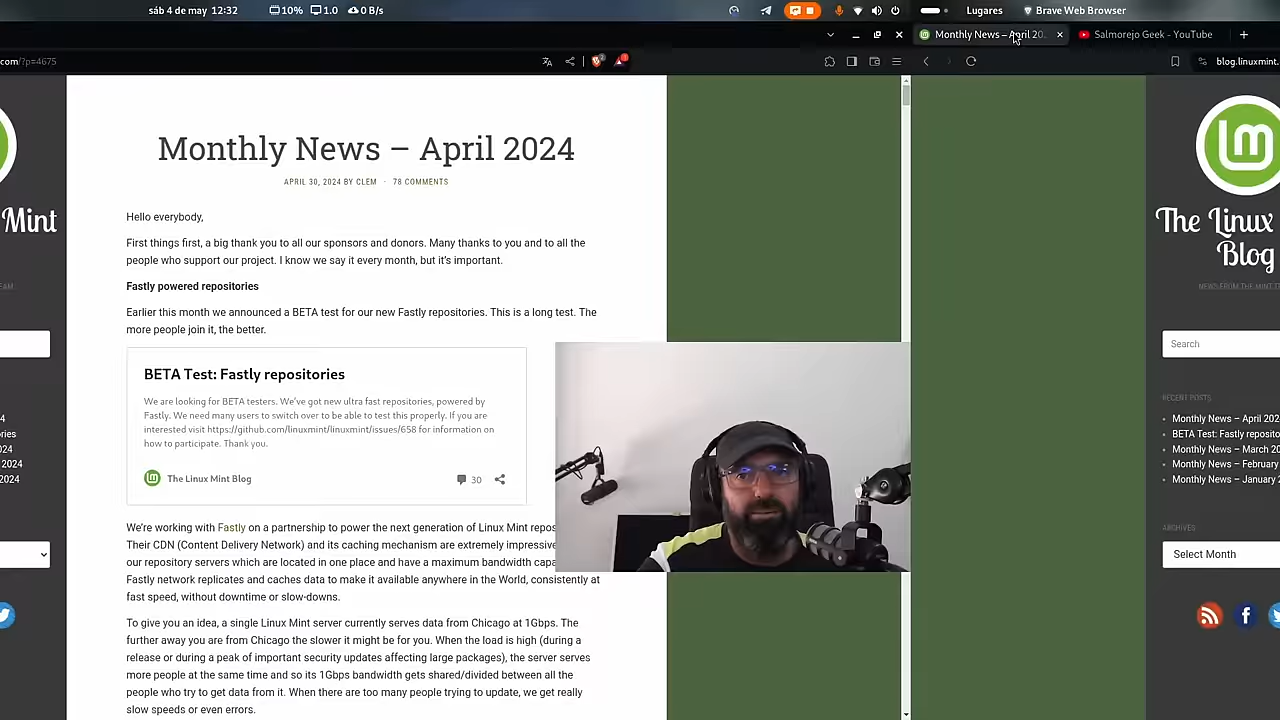 sáb 4 de may 12:32
10%
1.0
0 B/s
Lugares
Brave Web Browser
Monthly News – April 20
Salmorejo Geek - YouTube
com/?p=4675
blog.linuxmint.
Mint
Monthly News – April 2024
APRIL 30, 2024 BY CLEM · 78 COMMENTS
Hello everybody,
First things first, a big thank you to all our sponsors and donors. Many thanks to you and to all the
people who support our project. I know we say it every month, but it's important.
Fastly powered repositories
Earlier this month we announced a BETA test for our new Fastly repositories. This is a long test. The
more people join it, the better.
BETA Test: Fastly repositories
We are looking for BETA testers. We've got new ultra fast repositories, powered by
Fastly. We need many users to switch over to be able to test this properly. If you are
interested visit https://github.com/linuxmint/linuxmint/issues/658 for information on
how to participate. Thank you.
The Linux Mint Blog
30
We're working with Fastly on a partnership to power the next generation of Linux Mint repos
Their CDN (Content Delivery Network) and its caching mechanism are extremely impressive
our repository servers which are located in one place and have a maximum bandwidth capa
Fastly network replicates and caches data to make it available anywhere in the World, consistently at
fast speed, without downtime or slow-downs.
To give you an idea, a single Linux Mint server currently serves data from Chicago at 1Gbps. The
further away you are from Chicago the slower it might be for you. When the load is high (during a
release or during a peak of important security updates affecting large packages), the server serves
more people at the same time and so its 1Gbps bandwidth gets shared/divided between all the
people who try to get data from it. When there are too many people trying to update, we get really
slow speeds or even errors.
4
ories
024
2024
2024
lm
The Linux
Blog
NEWS FROM THE MINT TE
Search
RECENT POSTS
Monthly News – April 202
BETA Test: Fastly reposito
Monthly News – March 20
Monthly News – February
Monthly News – January 2
ARCHIVES
Select Month